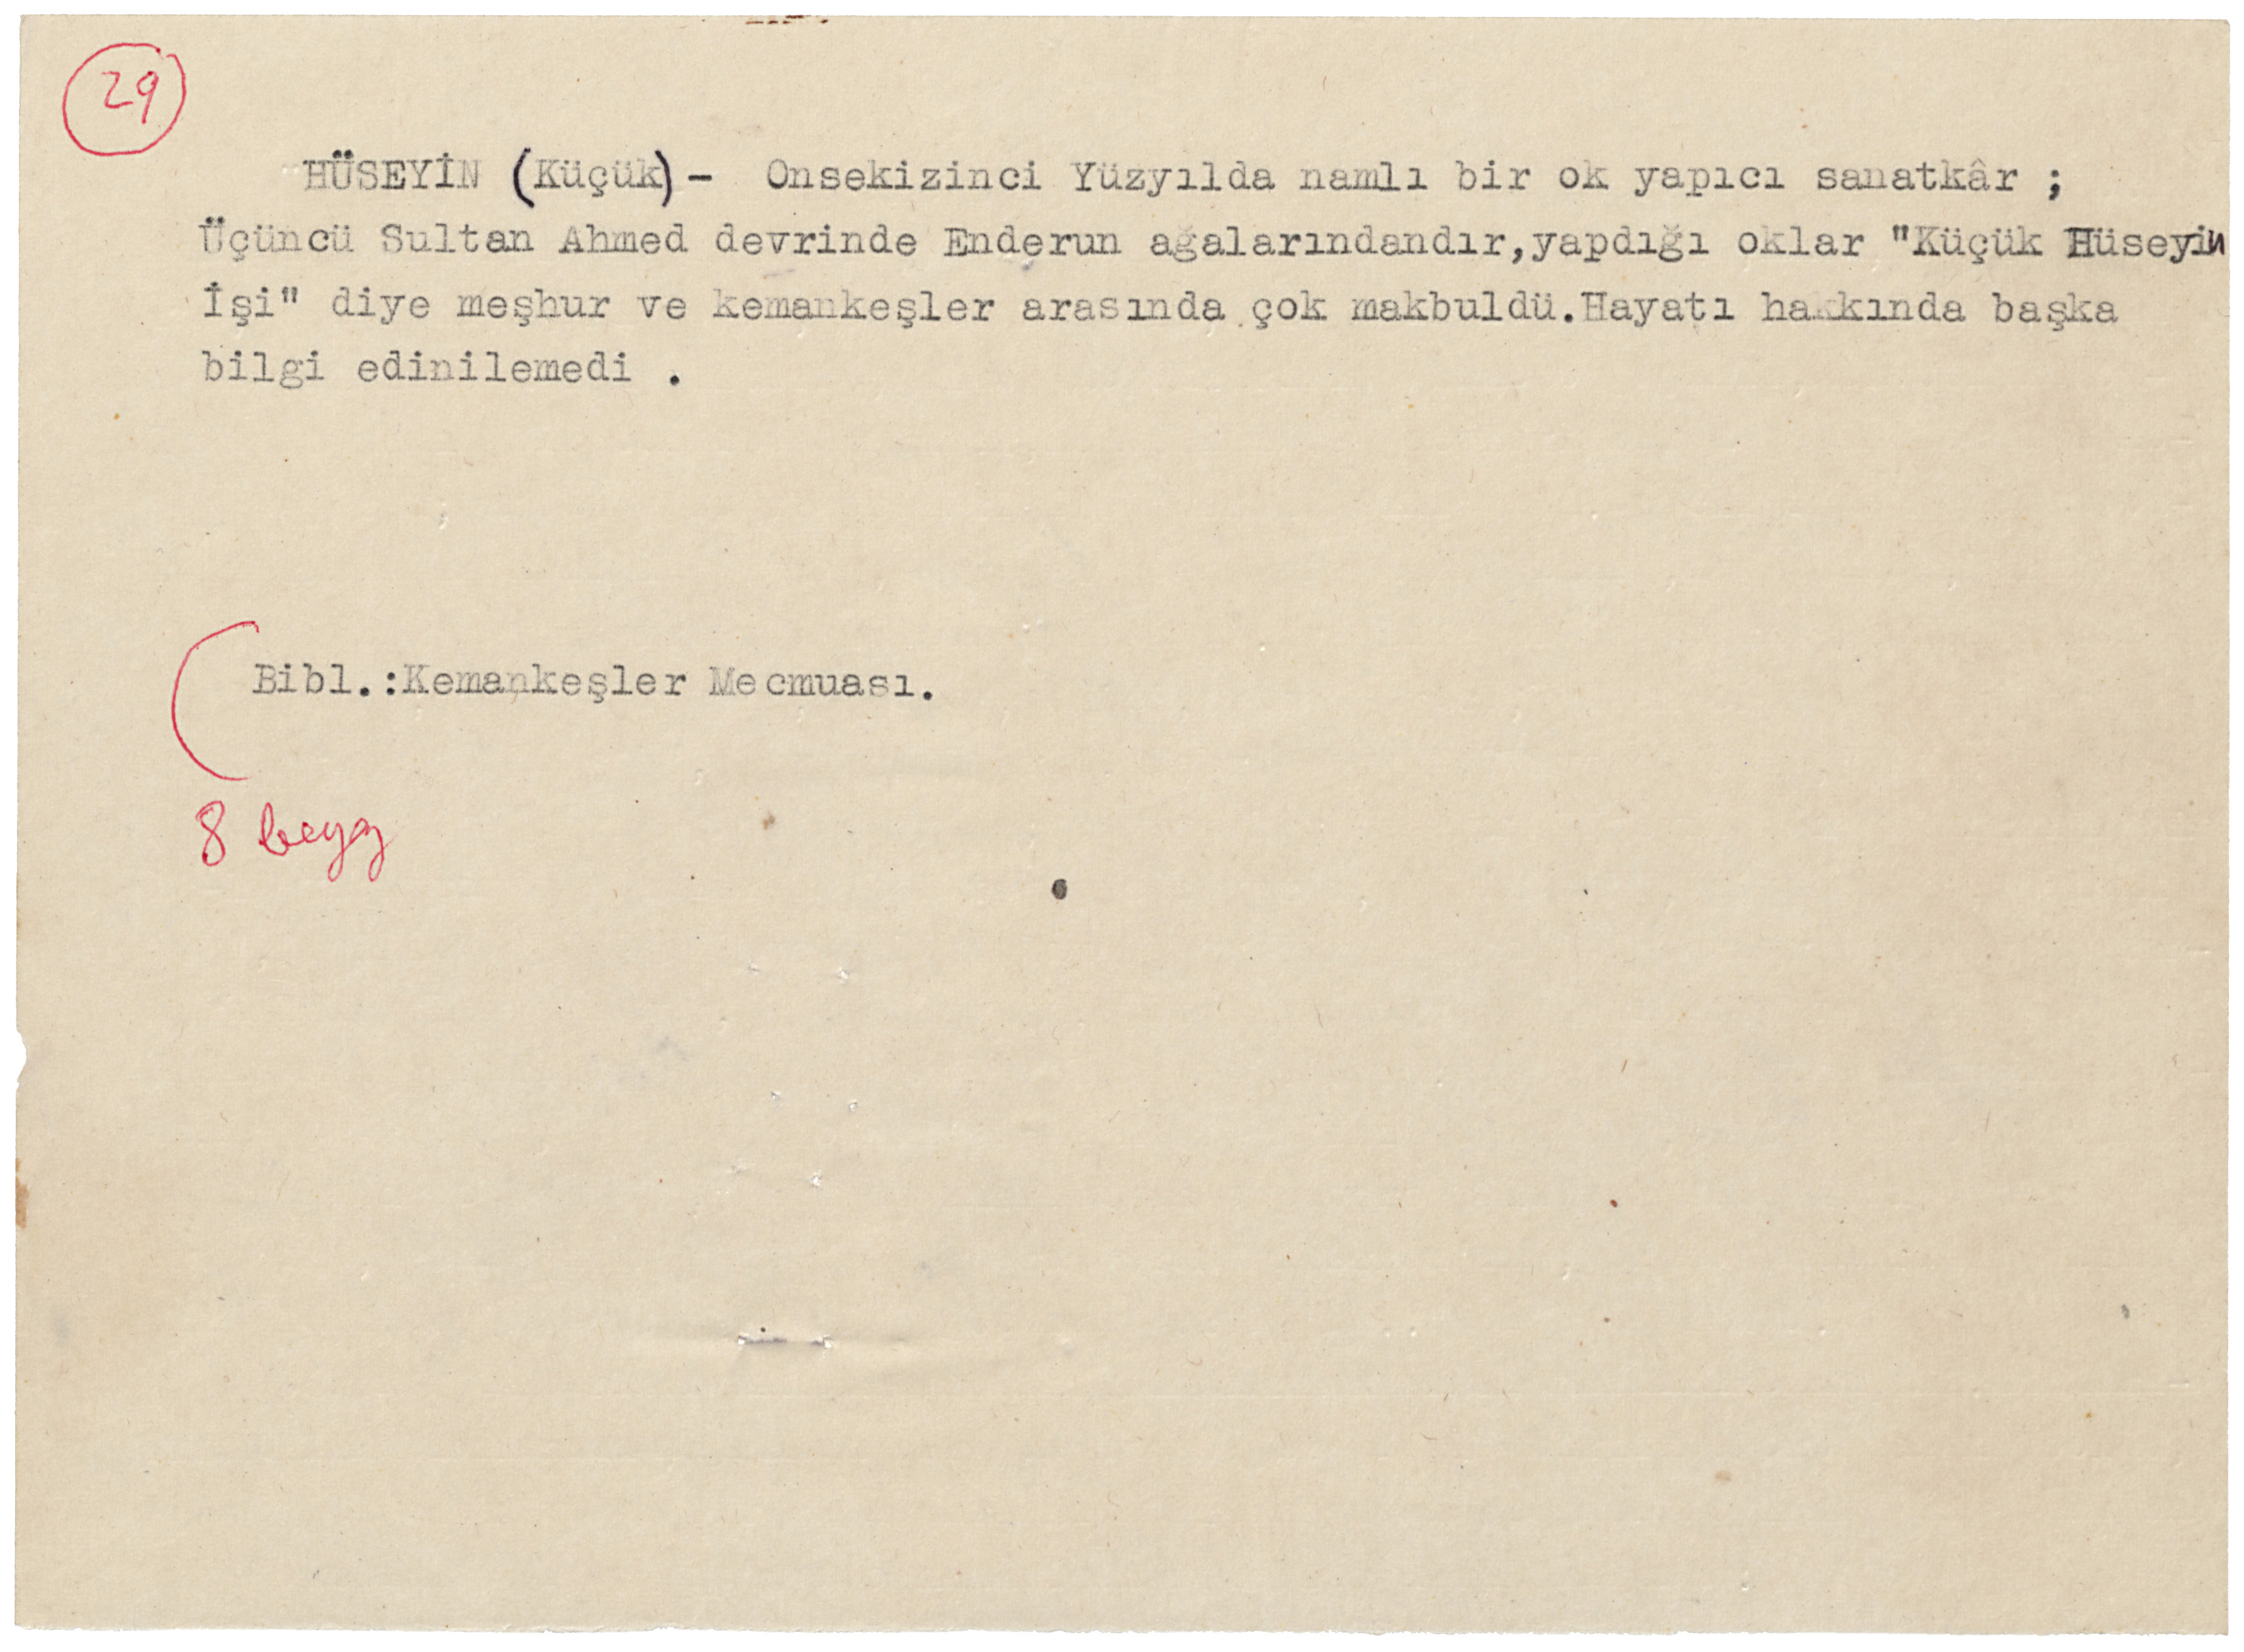 29
HÜSEYİN (Küçük) - Onsekizinci Yüzyılda namlı bir ok yapıcı sanatkâr ;
Üçüncü Sultan Ahmed devrinde Enderun ağalarındandır,yapdığı oklar "Küçük Hüseyin
İşi" diye meşhur ve kemankeşler arasında çok makbuldü.Hayatı hakkında başka
bilgi edinilemedi .
Bibl.:Kemankeşler Mecmuası.
8